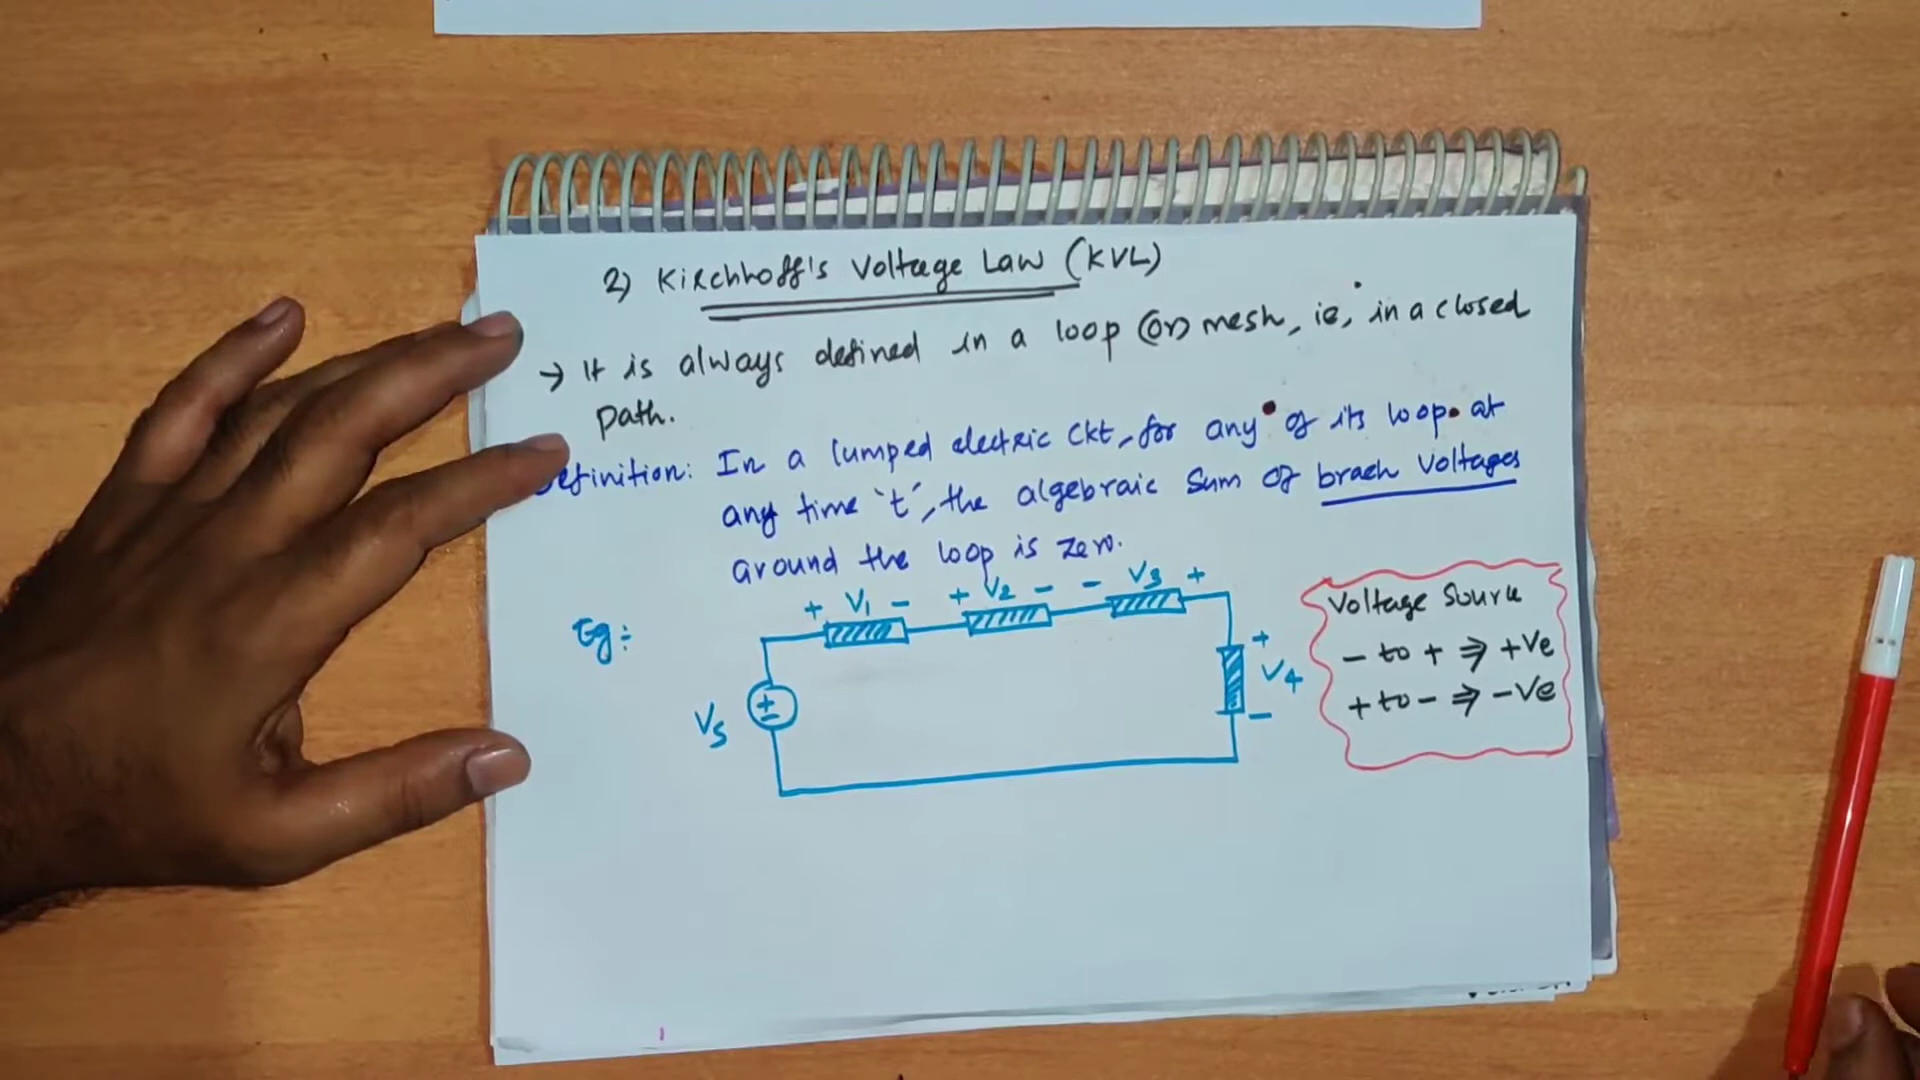 2) Kirchhoff's Voltage Law (KVL)
→ It is always defined in a loop (or) mesh, ie, in a closed
path.
efinition: In a lumped electric ckt, for any of its loop at
any time 't', the algebraic sum of brach voltages
around the loop is zero.
Eg:
+ V1 - + V2 - - V3 +
+ V4 -
Vs
±
Voltage Source
- to + ⇒ +Ve
+ to - ⇒ -Ve